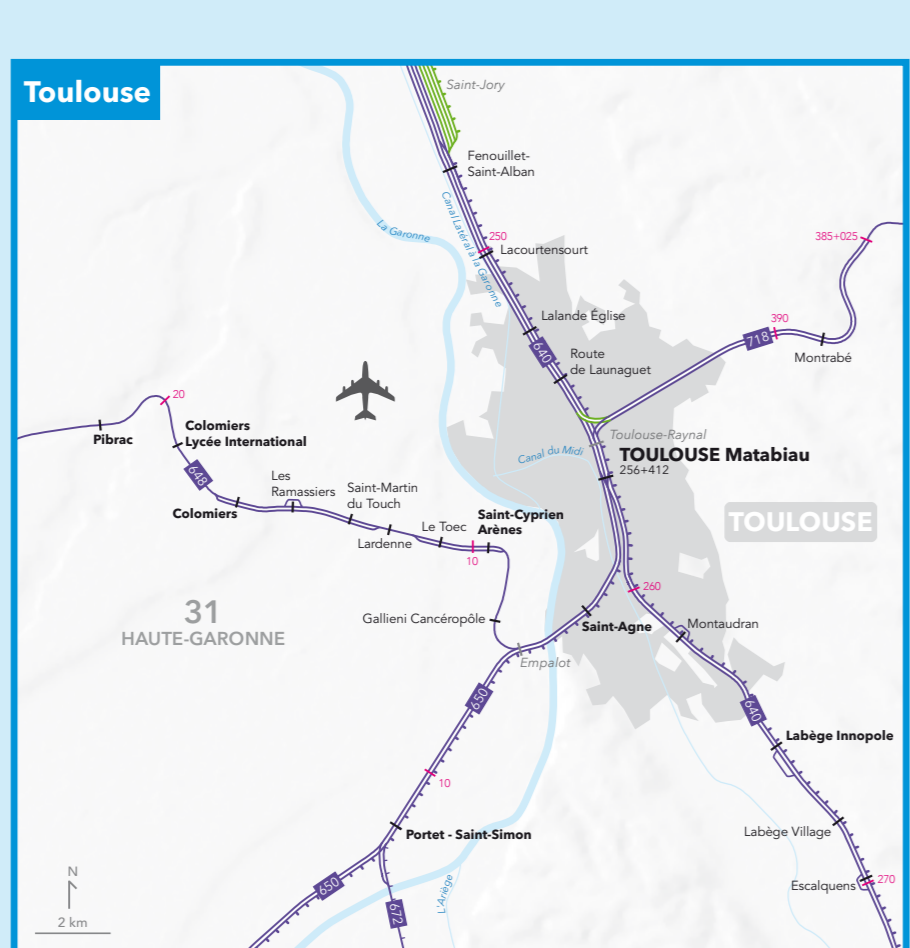 Toulouse
Saint-Jory
Fenouillet-
Saint-Alban
Canal Latéral à la Garonne
La Garonne
250
Lacourtensourt
385+025
Lalande Église
640
390
718
Montrabé
Route
de Launaguet
20
Pibrac
Colomiers
Lycée International
648
Toulouse-Raynal
TOULOUSE Matabiau
256+412
Canal du Midi
Les
Ramassiers
Saint-Martin
du Touch
Colomiers
Lardenne
Le Toec
Saint-Cyprien
Arènes
10
TOULOUSE
31
HAUTE-GARONNE
Gallieni Cancéropôle
260
Saint-Agne
Montaudran
Empalot
650
640
Labège Innopole
10
Portet - Saint-Simon
Labège Village
650
672
L'Ariège
Escalquens
270
N
2 km